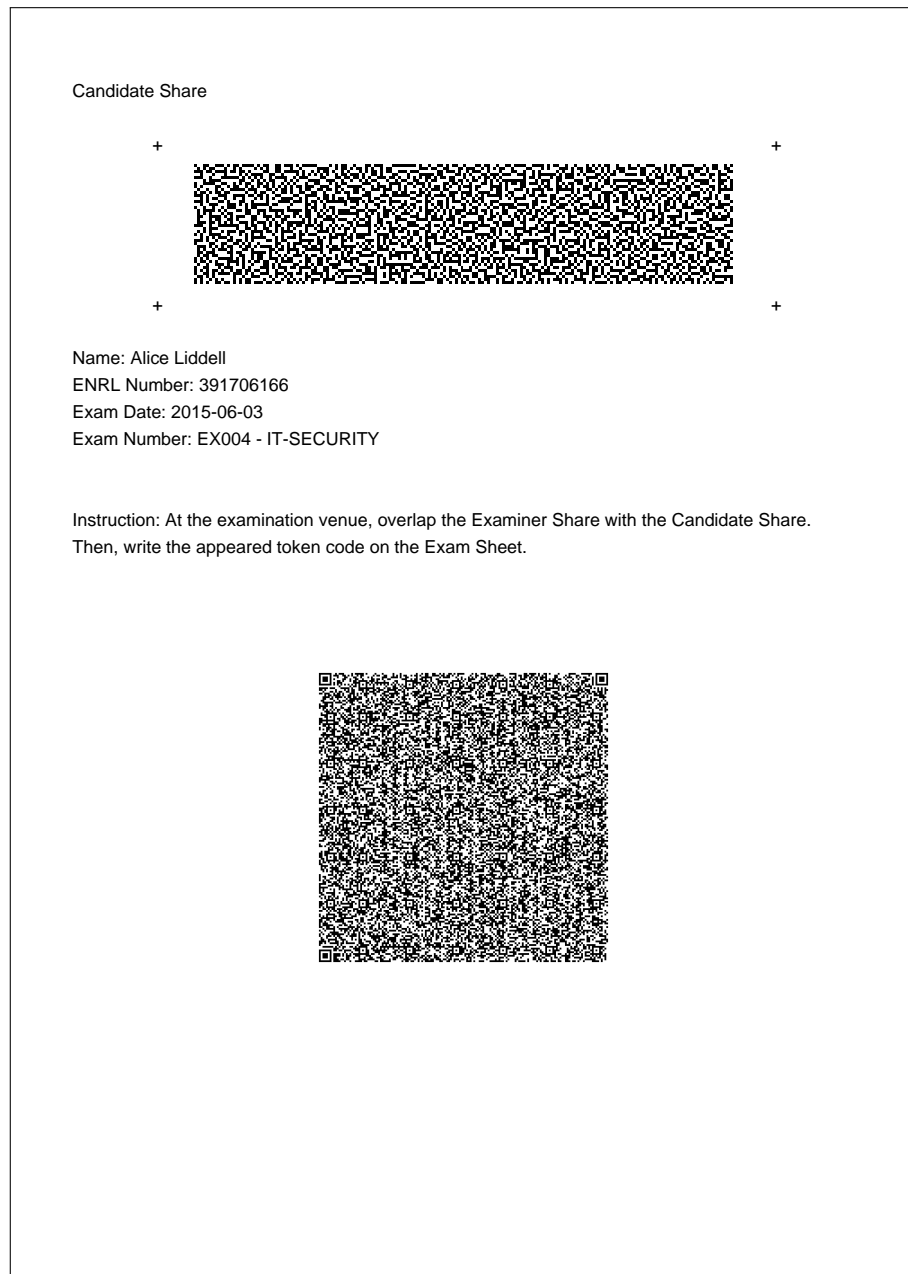 Candidate Share
+ +
+ +
Name: Alice Liddell
ENRL Number: 391706166
Exam Date: 2015-06-03
Exam Number: EX004 - IT-SECURITY
Instruction: At the examination venue, overlap the Examiner Share with the Candidate Share.
Then, write the appeared token code on the Exam Sheet.